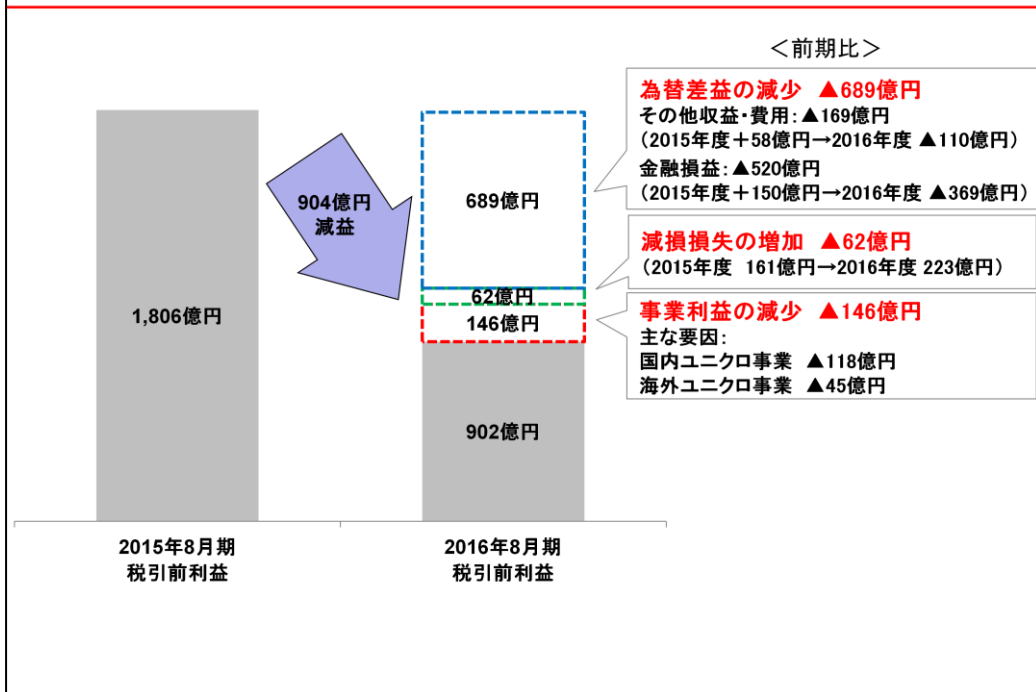 <前期比>
為替差益の減少 ▲689億円
その他収益・費用:▲169億円
(2015年度+58億円→2016年度 ▲110億円)
金融損益:▲520億円
(2015年度+150億円→2016年度 ▲369億円)
904億円
減益
689億円
減損損失の増加 ▲62億円
(2015年度 161億円→2016年度 223億円)
62億円
1,806億円
146億円
事業利益の減少 ▲146億円
主な要因:
国内ユニクロ事業 ▲118億円
海外ユニクロ事業 ▲45億円
902億円
2015年8月期
税引前利益
2016年8月期
税引前利益